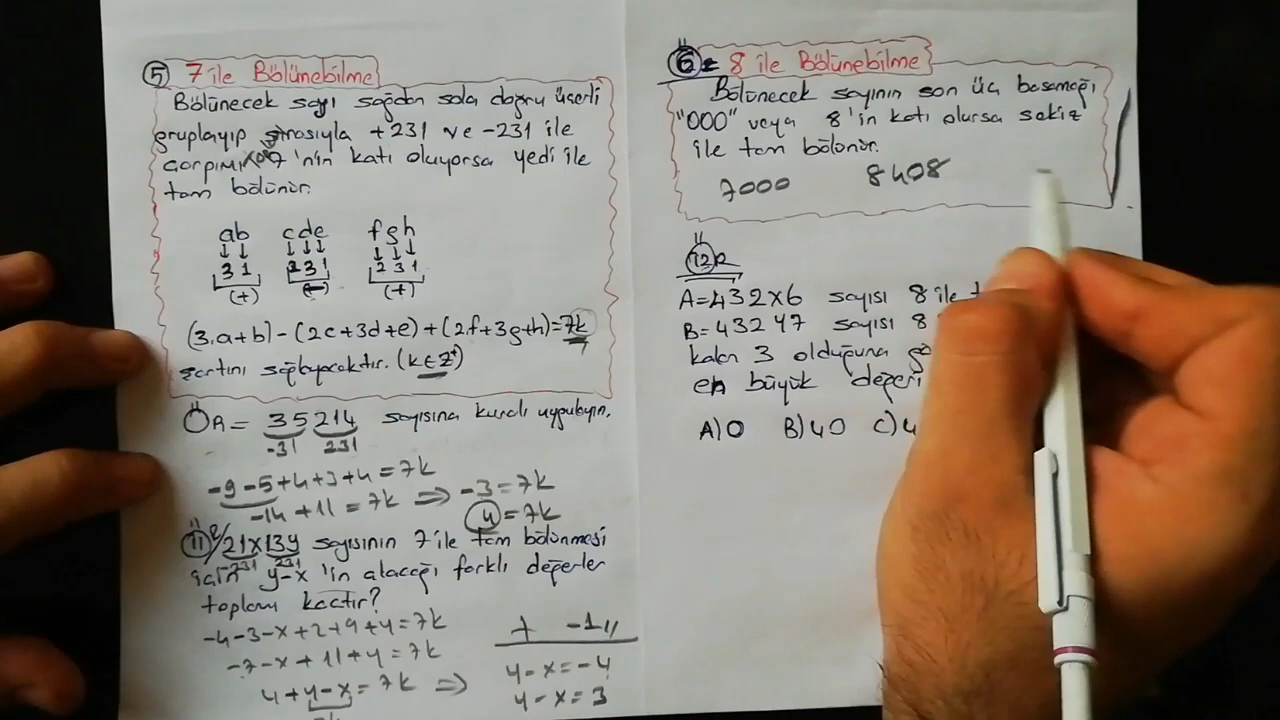 5 7 ile Bölünebilme
Bölünecek sayı sağdan sola doğru üçerli
gruplayıp sırasıyla +231 ve -231 ile
çarpımı 7'nin katı oluyorsa yedi ile
tam bölünür.
ab cde fgh
31 231 231
(+) (-) (+)
(3.a+b)-(2c+3d+e)+(2f+3g+h)=7k
şartını sağlayacaktır. (k∈Z⁺)
ÖR= 35214 sayısına kuralı uygulayın.
-31 231
-9-5+4+3+4=7k
-14+11=7k ⇒ -3=7k
4=7k
11 21x13y sayısının 7 ile tam bölünmesi
-231 231
için y-x'in alacağı farklı değerler
toplamı kaçtır?
-4-3-x+2+9+y=7k
-7-x+11+y=7k
4+y-x=7k ⇒
+ -1
y-x=-4
y-x=3
6 8 ile Bölünebilme
Bölünecek sayının son üç basamağı
"000" veya 8'in katı olursa sekiz
ile tam bölünür.
7000 8408
12
A=432x6 sayısı 8 ile
B=432Y7 sayısı 8
kalan 3 olduğuna
en büyük değeri
A)0 B)40 C)4